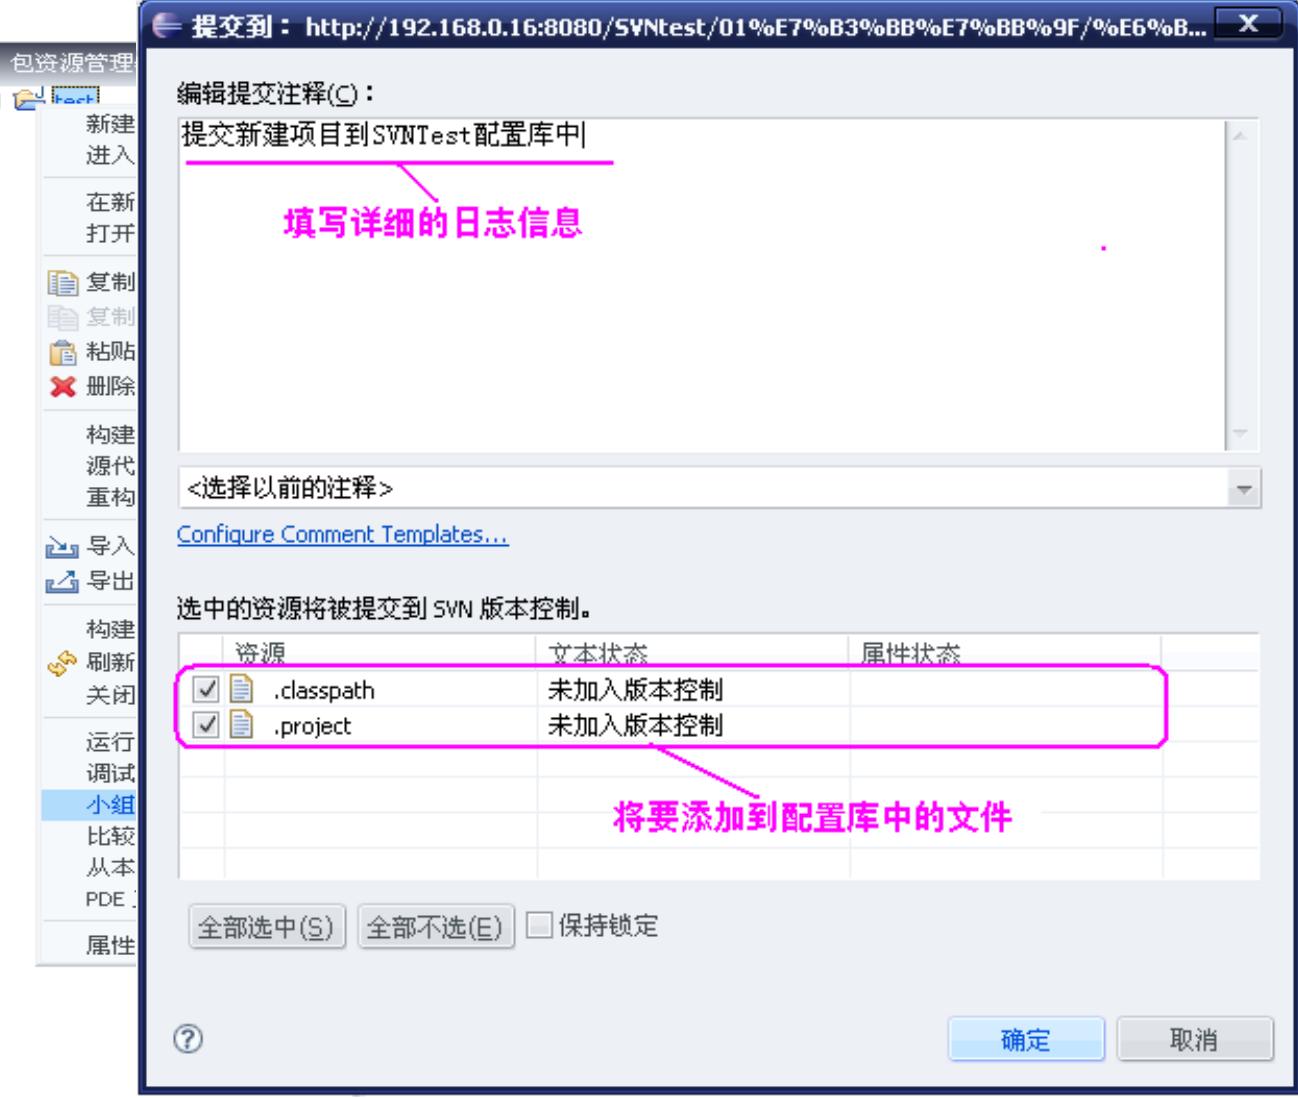 提交到：http://192.168.0.16:8080/SVNtest/01%E7%B3%BB%E7%BB%9F/%E6%B...
X
包资源管理
test
新建
进入
在新
打开
复制
复制
粘贴
删除
构建
源代
重构
导入
导出
构建
刷新
关闭
运行
调试
小组
比较
从本
PDE
属性
编辑提交注释(C)：
提交新建项目到SVNTest配置库中
填写详细的日志信息
<选择以前的注释>
Configure Comment Templates...
选中的资源将被提交到 SVN 版本控制。
资源 文本状态 属性状态
.classpath 未加入版本控制
.project 未加入版本控制
将要添加到配置库中的文件
全部选中(S) 全部不选(E) 保持锁定
? 确定 取消